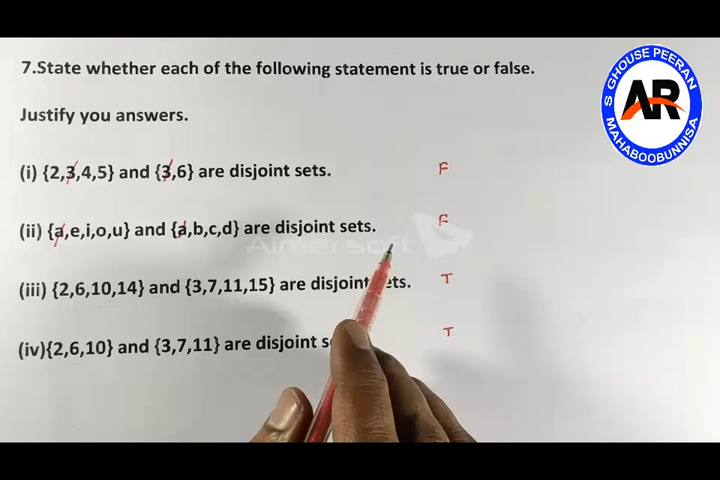 7.State whether each of the following statement is true or false.
Justify you answers.
(i) {2,3,4,5} and {3,6} are disjoint sets. F
(ii) {a,e,i,o,u} and {a,b,c,d} are disjoint sets. F
(iii) {2,6,10,14} and {3,7,11,15} are disjoint ets. T
(iv){2,6,10} and {3,7,11} are disjoint s T
S GHOUSE PEERAN
AR
MAHABOOBUNNISA
Aimersoft